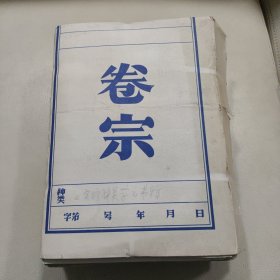 卷
宗
种类
字第 号 年 月 日